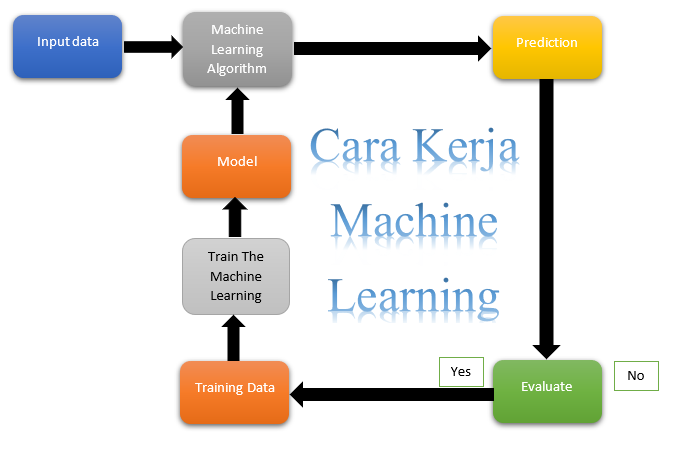 Input data
Machine
Learning
Algorithm
Prediction
Model
Cara Kerja
Machine
Learning
Train The
Machine
Learning
Training Data
Yes
Evaluate
No